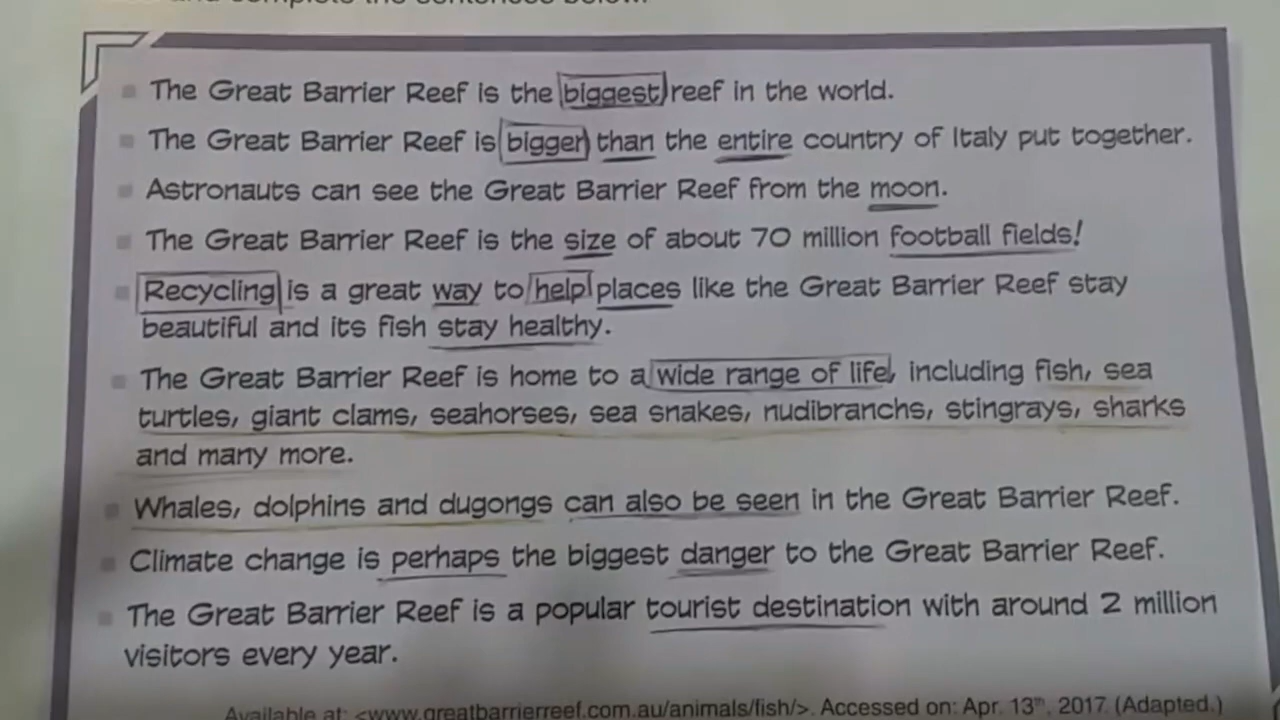 and complete the sentences below.
The Great Barrier Reef is the biggest reef in the world.
The Great Barrier Reef is bigger than the entire country of Italy put together.
Astronauts can see the Great Barrier Reef from the moon.
The Great Barrier Reef is the size of about 70 million football fields!
Recycling is a great way to help places like the Great Barrier Reef stay
beautiful and its fish stay healthy.
The Great Barrier Reef is home to a wide range of life, including fish, sea
turtles, giant clams, seahorses, sea snakes, nudibranchs, stingrays, sharks
and many more.
Whales, dolphins and dugongs can also be seen in the Great Barrier Reef.
Climate change is perhaps the biggest danger to the Great Barrier Reef.
The Great Barrier Reef is a popular tourist destination with around 2 million
visitors every year.
Available at: <www.greatbarrierreef.com.au/animals/fish/>. Accessed on: Apr. 13th, 2017. (Adapted.)